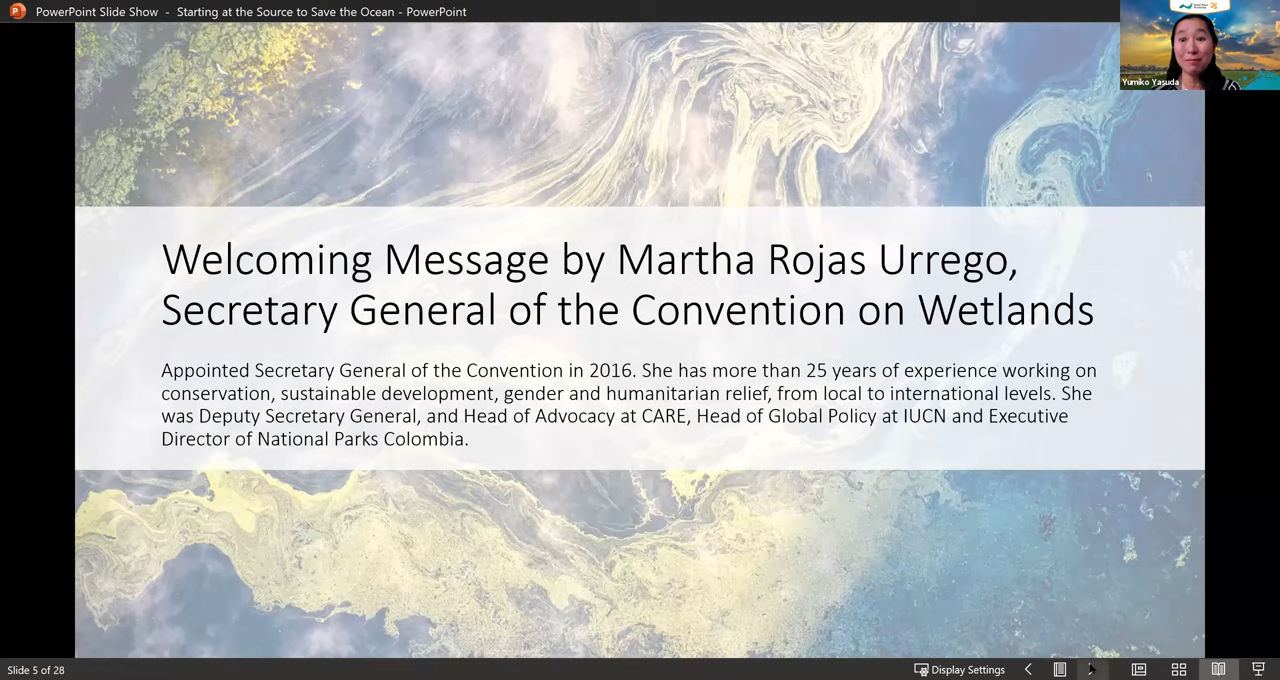 PowerPoint Slide Show - Starting at the Source to Save the Ocean - PowerPoint
Yumiko Yasuda
Welcoming Message by Martha Rojas Urrego,
Secretary General of the Convention on Wetlands
Appointed Secretary General of the Convention in 2016. She has more than 25 years of experience working on
conservation, sustainable development, gender and humanitarian relief, from local to international levels. She
was Deputy Secretary General, and Head of Advocacy at CARE, Head of Global Policy at IUCN and Executive
Director of National Parks Colombia.
Slide 5 of 28
Display Settings